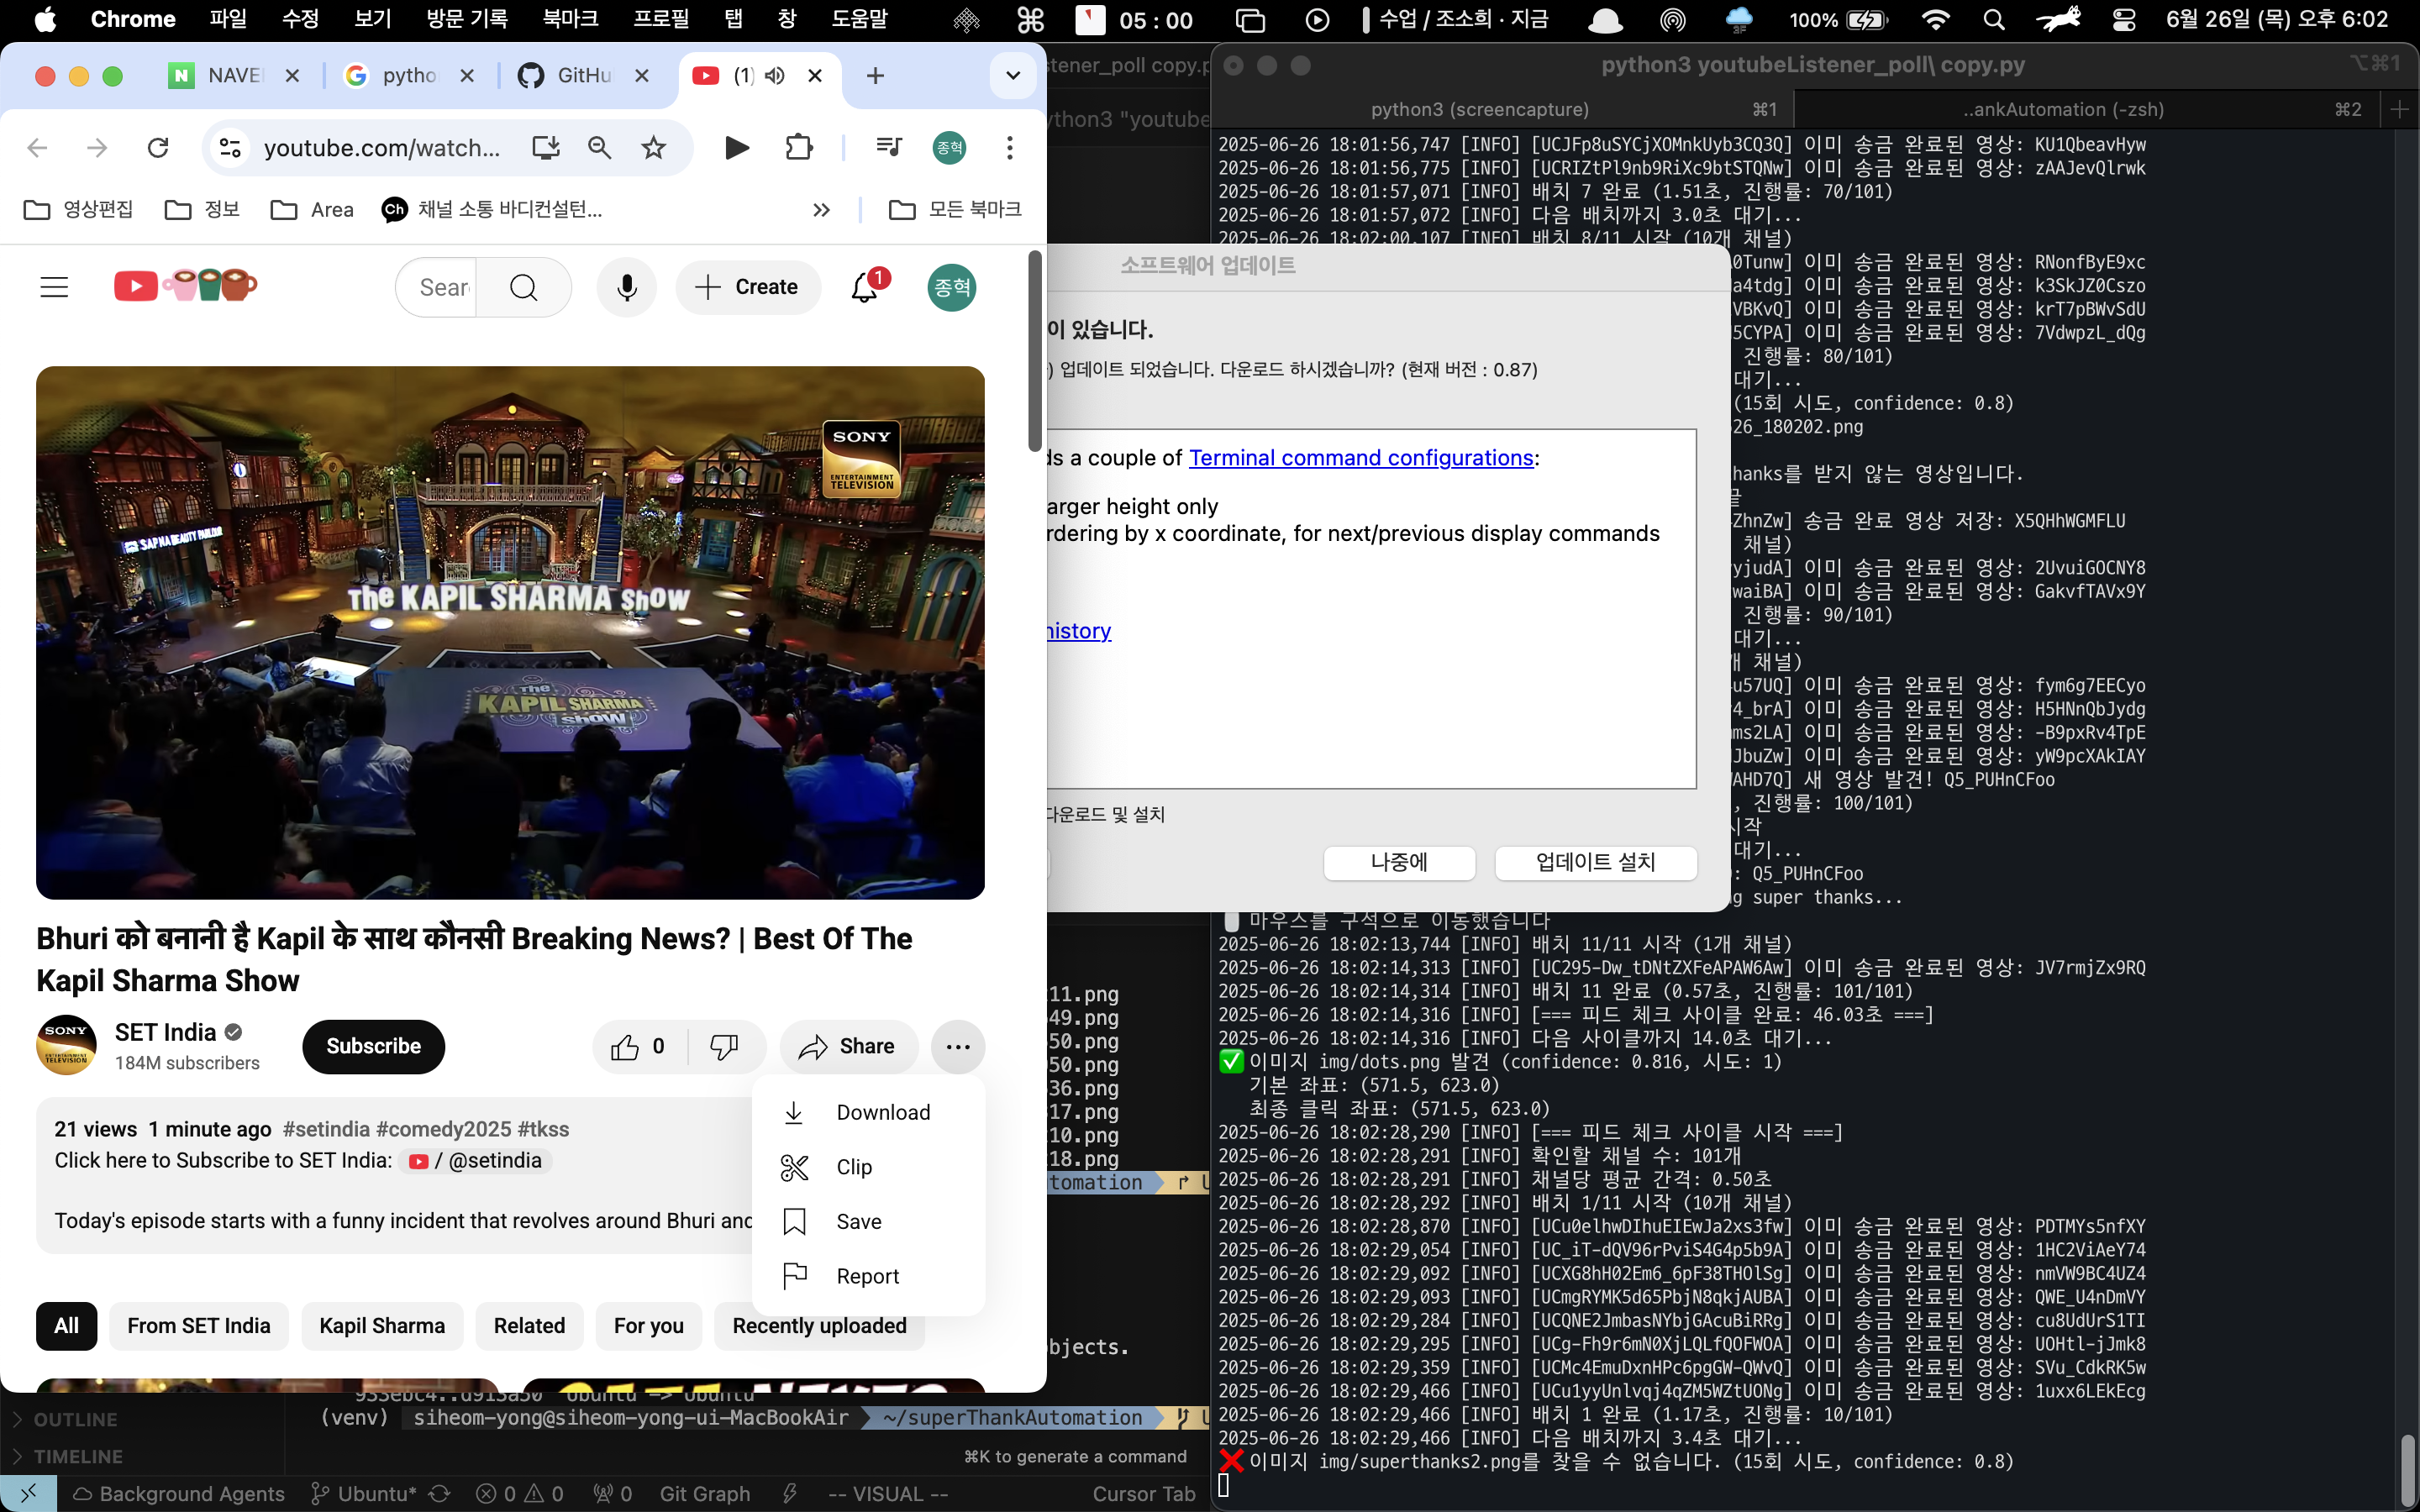 Chrome 파일 수정 보기 방문 기록 북마크 프로필 탭 창 도움말 05 : 00 수업 / 조소희 · 지금 100% 6월 26일 (목) 오후 6:02
NAVE pytho GitHu (1)
youtube.com/watch... 종혁
영상편집 정보 Area Ch 채널 소통 바디컨설턴... 모든 북마크
Sear Create 1 종혁
SONY
ENTERTAINMENT
TELEVISION
SAPNA BEAUTY PARLOUR
The KAPIL SHARMA Show
The
KAPIL SHARMA
SHOW
Bhuri को बनानी है Kapil के साथ कौनसी Breaking News? | Best Of The
Kapil Sharma Show
SONY
ENTERTAINMENT
TELEVISION
SET India
184M subscribers
Subscribe
0
Share
Download
Clip
Save
Report
21 views 1 minute ago #setindia #comedy2025 #tkss
Click here to Subscribe to SET India: / @setindia
Today's episode starts with a funny incident that revolves around Bhuri and
All From SET India Kapil Sharma Related For you Recently uploaded
stener_poll copy.p
ython3 "youtube
소프트웨어 업데이트
이 있습니다.
) 업데이트 되었습니다. 다운로드 하시겠습니까? (현재 버전 : 0.87)
ds a couple of Terminal command configurations:
arger height only
rdering by x coordinate, for next/previous display commands
history
다운로드 및 설치
나중에 업데이트 설치
11.png
49.png
50.png
50.png
36.png
17.png
10.png
18.png
tomation
bjects.
933ebc4..d913a50 Ubuntu -> Ubuntu
(venv) siheom-yong@siheom-yong-ui-MacBookAir ~/superThankAutomation
OUTLINE
TIMELINE
⌘K to generate a command
Background Agents Ubuntu* 0 0 0 Git Graph -- VISUAL -- Cursor Tab
python3 youtubeListener_poll\ copy.py ⌥⌘1
python3 (screencapture) ⌘1 ..ankAutomation (-zsh) ⌘2
2025-06-26 18:01:56,747 [INFO] [UCJFp8uSYCjXOMnkUyb3CQ3Q] 이미 송금 완료된 영상: KU1QbeavHyw
2025-06-26 18:01:56,775 [INFO] [UCRIZtPl9nb9RiXc9btSTQNw] 이미 송금 완료된 영상: zAAJevQlrwk
2025-06-26 18:01:57,071 [INFO] 배치 7 완료 (1.51초, 진행률: 70/101)
2025-06-26 18:01:57,072 [INFO] 다음 배치까지 3.0초 대기...
2025-06-26 18:02:00,107 [INFO] 배치 8/11 시작 (10개 채널)
0Tunw] 이미 송금 완료된 영상: RNonfByE9xc
a4tdg] 이미 송금 완료된 영상: k3SkJZ0Cszo
VBKvQ] 이미 송금 완료된 영상: krT7pBWvSdU
5CYPA] 이미 송금 완료된 영상: 7VdwpzL_dQg
진행률: 80/101)
대기...
(15회 시도, confidence: 0.8)
26_180202.png
hanks를 받지 않는 영상입니다.
끝
ZhnZw] 송금 완료 영상 저장: X5QHhWGMFLU
채널)
yjudA] 이미 송금 완료된 영상: 2UvuiGOCNY8
waiBA] 이미 송금 완료된 영상: GakvfTAVx9Y
진행률: 90/101)
대기...
개 채널)
u57UQ] 이미 송금 완료된 영상: fym6g7EECyo
4_brA] 이미 송금 완료된 영상: H5HNnQbJydg
ms2LA] 이미 송금 완료된 영상: -B9pxRv4TpE
JbuZw] 이미 송금 완료된 영상: yW9pcXAkIAY
AHD7Q] 새 영상 발견! Q5_PUHnCFoo
, 진행률: 100/101)
시작
대기...
: Q5_PUHnCFoo
g super thanks...
마우스를 구석으로 이동했습니다
2025-06-26 18:02:13,744 [INFO] 배치 11/11 시작 (1개 채널)
2025-06-26 18:02:14,313 [INFO] [UC295-Dw_tDNtZXFeAPAW6Aw] 이미 송금 완료된 영상: JV7rmjZx9RQ
2025-06-26 18:02:14,314 [INFO] 배치 11 완료 (0.57초, 진행률: 101/101)
2025-06-26 18:02:14,316 [INFO] [=== 피드 체크 사이클 완료: 46.03초 ===]
2025-06-26 18:02:14,316 [INFO] 다음 사이클까지 14.0초 대기...
✅ 이미지 img/dots.png 발견 (confidence: 0.816, 시도: 1)
기본 좌표: (571.5, 623.0)
최종 클릭 좌표: (571.5, 623.0)
2025-06-26 18:02:28,290 [INFO] [=== 피드 체크 사이클 시작 ===]
2025-06-26 18:02:28,291 [INFO] 확인할 채널 수: 101개
2025-06-26 18:02:28,291 [INFO] 채널당 평균 간격: 0.50초
2025-06-26 18:02:28,292 [INFO] 배치 1/11 시작 (10개 채널)
2025-06-26 18:02:28,870 [INFO] [UCu0elhwDIhuEIEwJa2xs3fw] 이미 송금 완료된 영상: PDTMYs5nfXY
2025-06-26 18:02:29,054 [INFO] [UC_iT-dQV96rPviS4G4p5b9A] 이미 송금 완료된 영상: 1HC2ViAeY74
2025-06-26 18:02:29,092 [INFO] [UCXG8hH02Em6_6pF38THOlSg] 이미 송금 완료된 영상: nmVW9BC4UZ4
2025-06-26 18:02:29,093 [INFO] [UCmgRYMK5d65PbjN8qkjAUBA] 이미 송금 완료된 영상: QWE_U4nDmVY
2025-06-26 18:02:29,284 [INFO] [UCQNE2JmbasNYbjGAcuBiRRg] 이미 송금 완료된 영상: cu8UdUrS1TI
2025-06-26 18:02:29,295 [INFO] [UCg-Fh9r6mN0XjLQLfQOFWOA] 이미 송금 완료된 영상: UOHtl-jJmk8
2025-06-26 18:02:29,359 [INFO] [UCMc4EmuDxnHPc6pgGW-QWvQ] 이미 송금 완료된 영상: SVu_CdkRK5w
2025-06-26 18:02:29,466 [INFO] [UCu1yyUnlvqj4qZM5WZtUONg] 이미 송금 완료된 영상: 1uxx6LEkEcg
2025-06-26 18:02:29,466 [INFO] 배치 1 완료 (1.17초, 진행률: 10/101)
2025-06-26 18:02:29,466 [INFO] 다음 배치까지 3.4초 대기...
❌ 이미지 img/superthanks2.png를 찾을 수 없습니다. (15회 시도, confidence: 0.8)